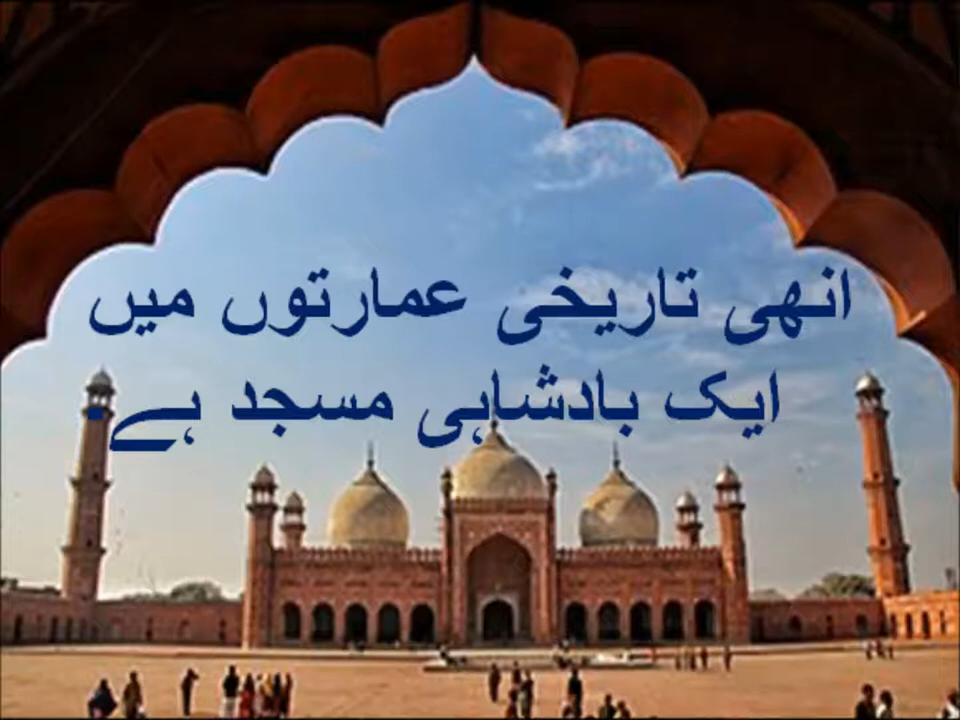 انھی تاریخی عمارتوں میں
ایک بادشاہی مسجد ہے۔